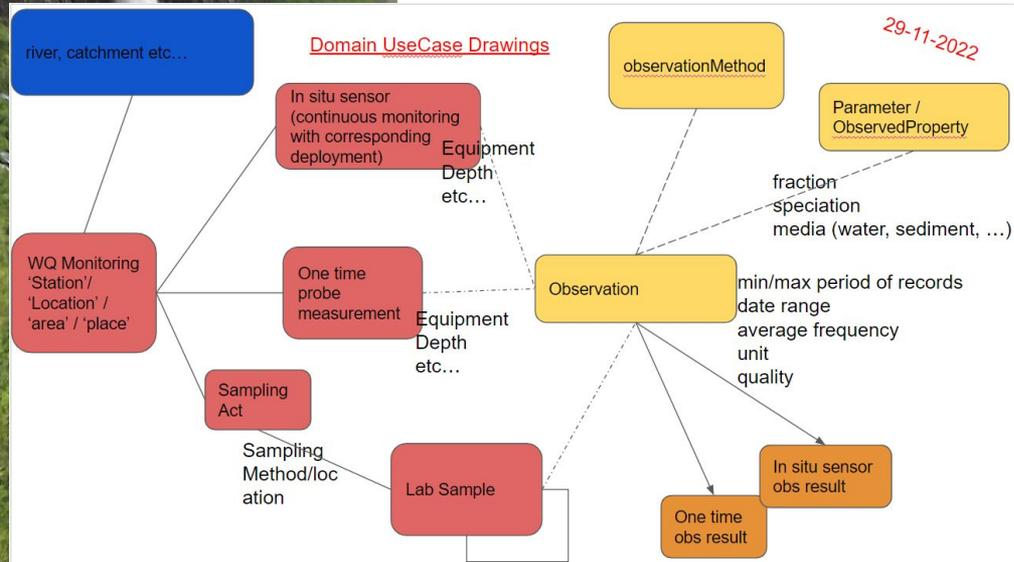 Domain UseCase Drawings
29-11-2022
river, catchment etc…
In situ sensor
(continuous monitoring
with corresponding
deployment)
Equipment
Depth
etc…
observationMethod
Parameter /
ObservedProperty
fraction
speciation
media (water, sediment, …)
WQ Monitoring
‘Station’/
‘Location’ /
‘area’ / ‘place’
One time
probe
measurement
Equipment
Depth
etc…
Observation
min/max period of records
date range
average frequency
unit
quality
Sampling
Act
Sampling
Method/loc
ation
Lab Sample
In situ sensor
obs result
One time
obs result